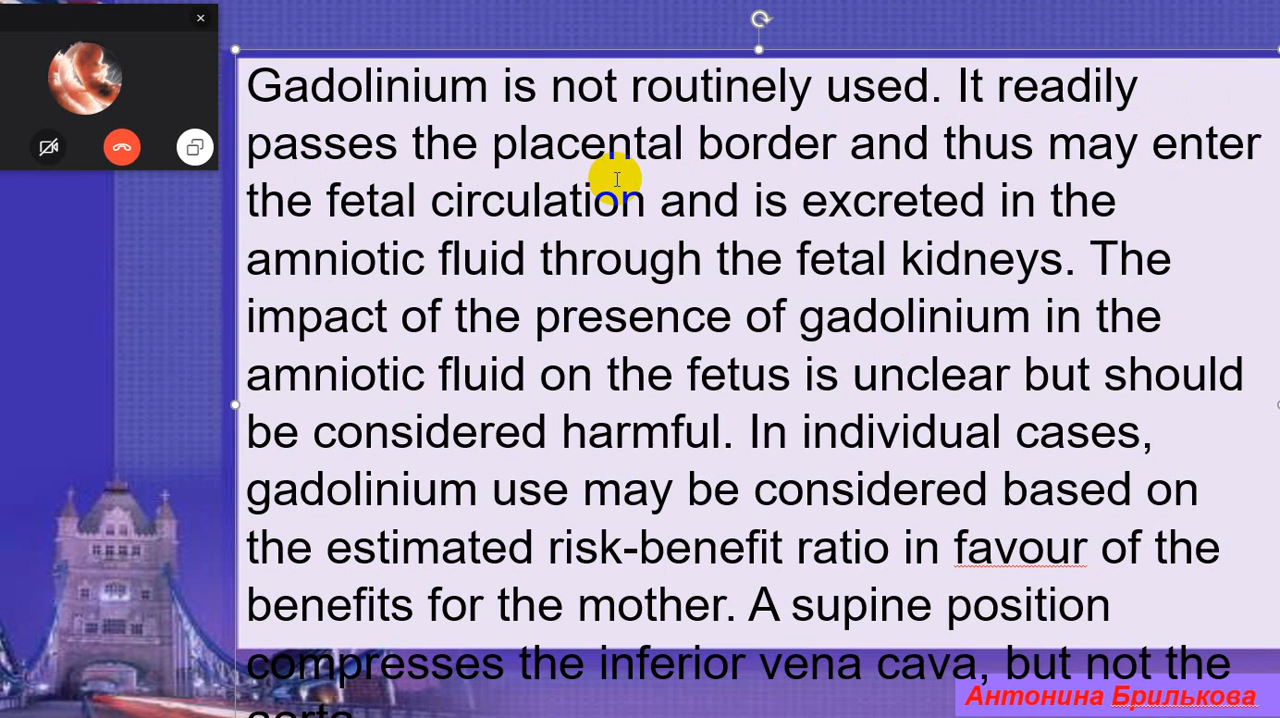 Gadolinium is not routinely used. It readily
passes the placental border and thus may enter
the fetal circulation and is excreted in the
amniotic fluid through the fetal kidneys. The
impact of the presence of gadolinium in the
amniotic fluid on the fetus is unclear but should
be considered harmful. In individual cases,
gadolinium use may be considered based on
the estimated risk-benefit ratio in favour of the
benefits for the mother. A supine position
compresses the inferior vena cava, but not the
aorta
Антонина Брилькова